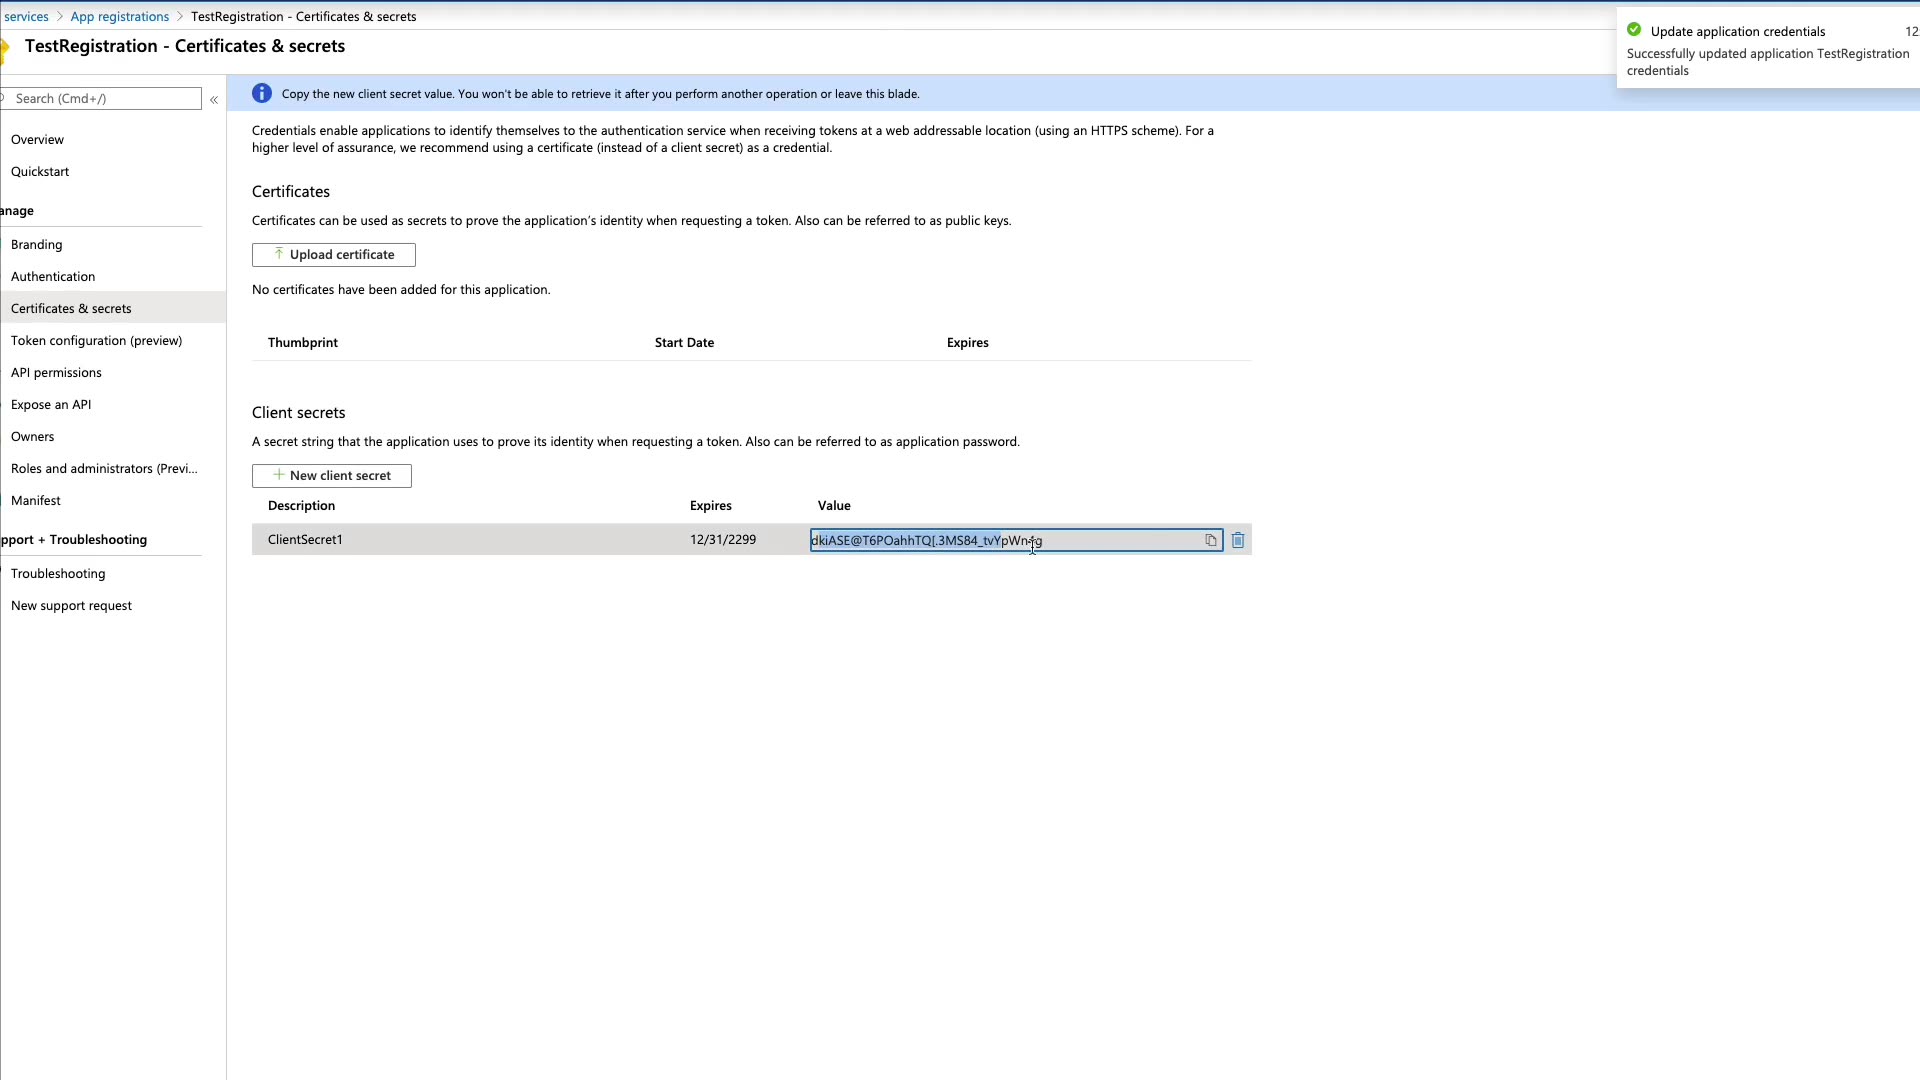 services > App registrations > TestRegistration - Certificates & secrets
TestRegistration - Certificates & secrets
Update application credentials 12
Successfully updated application TestRegistration
credentials
Search (Cmd+/) «
Overview
Quickstart
anage
Branding
Authentication
Certificates & secrets
Token configuration (preview)
API permissions
Expose an API
Owners
Roles and administrators (Previ...
Manifest
pport + Troubleshooting
Troubleshooting
New support request
Copy the new client secret value. You won't be able to retrieve it after you perform another operation or leave this blade.
Credentials enable applications to identify themselves to the authentication service when receiving tokens at a web addressable location (using an HTTPS scheme). For a
higher level of assurance, we recommend using a certificate (instead of a client secret) as a credential.
Certificates
Certificates can be used as secrets to prove the application's identity when requesting a token. Also can be referred to as public keys.
Upload certificate
No certificates have been added for this application.
Thumbprint Start Date Expires
Client secrets
A secret string that the application uses to prove its identity when requesting a token. Also can be referred to as application password.
+ New client secret
Description Expires Value
ClientSecret1 12/31/2299